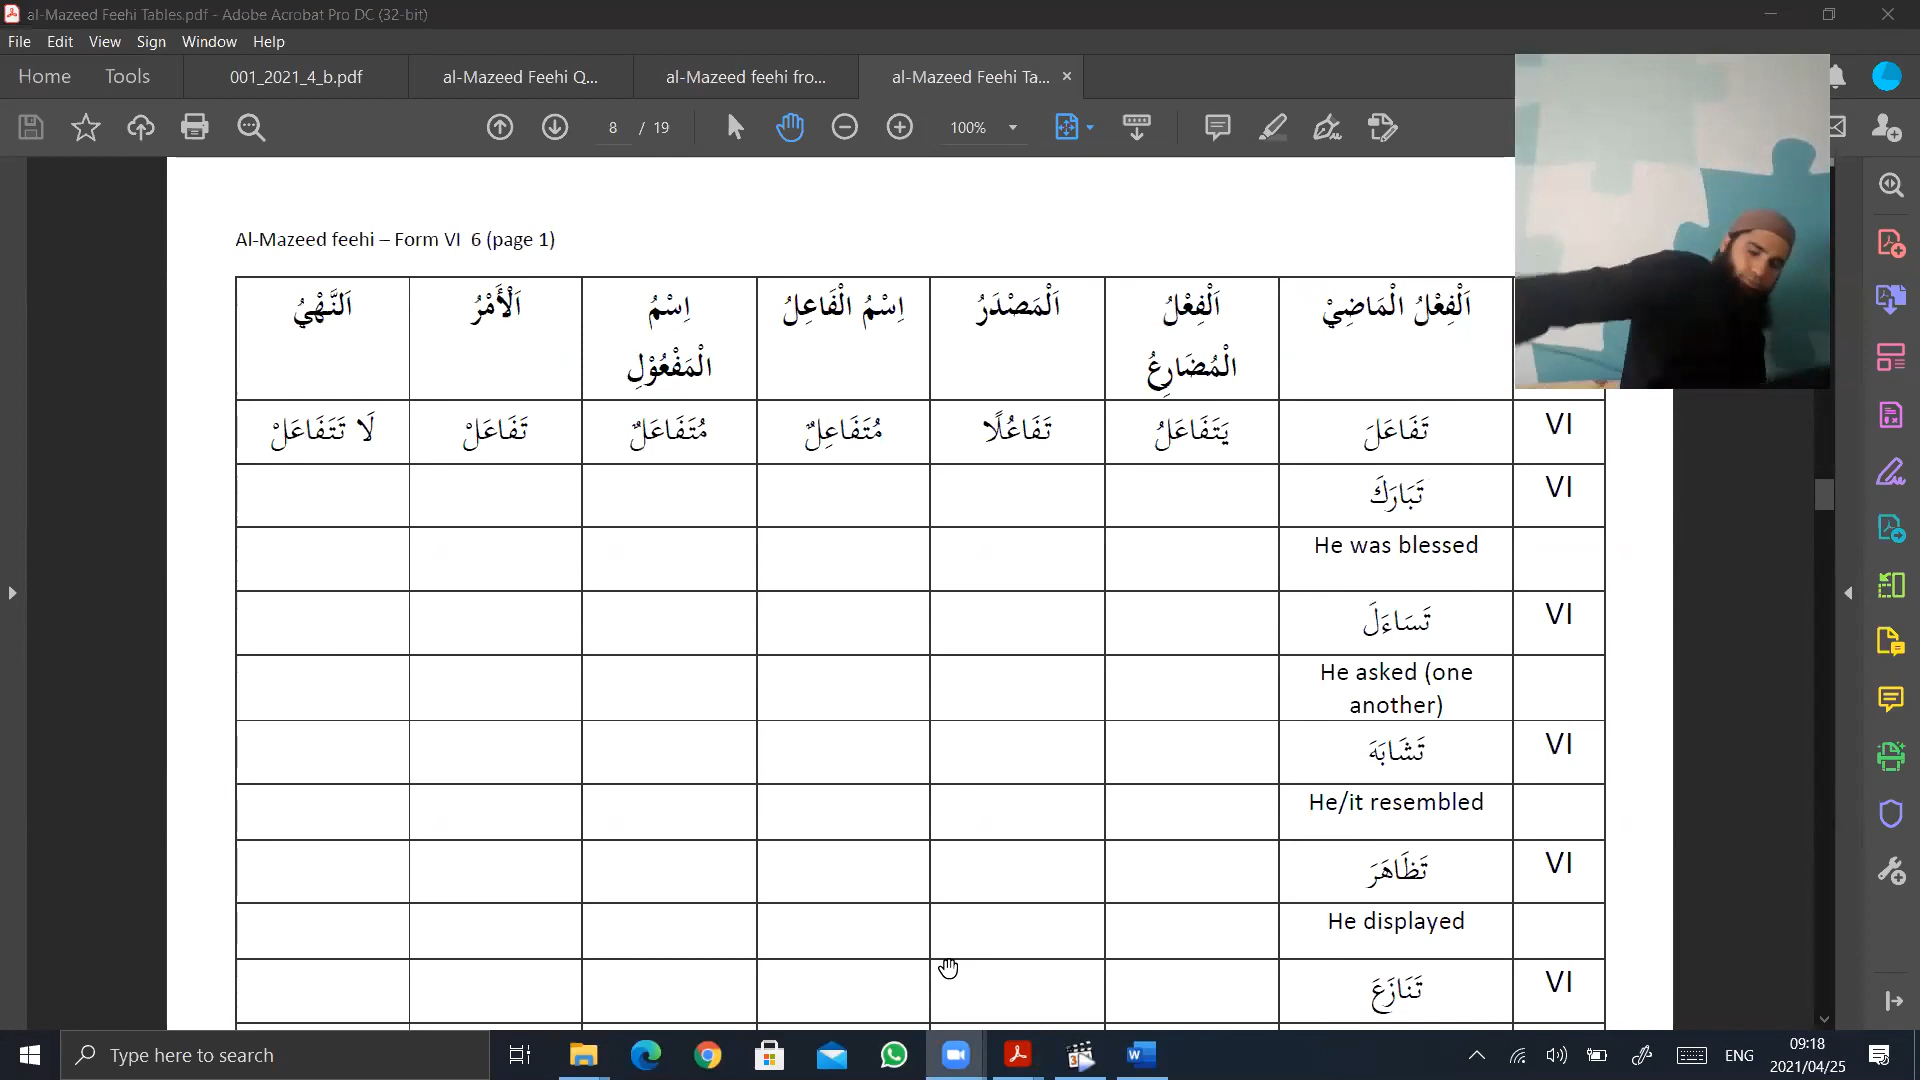 al-Mazeed Feehi Tables.pdf - Adobe Acrobat Pro DC (32-bit)
File Edit View Sign Window Help
Home Tools 001_2021_4_b.pdf al-Mazeed Feehi Q... al-Mazeed feehi fro... al-Mazeed Feehi Ta... ×
8 / 19 100%
Al-Mazeed feehi – Form VI 6 (page 1)
اَلْفِعْلُ الْمَاضِيْ اَلْفِعْلُ الْمُضَارِعُ اَلْمَصْدَرُ اِسْمُ الْفَاعِلُ اِسْمُ الْمَفْعُوْلِ اَلْأَمْرُ اَلنَّهْيُ
VI تَفَاعَلَ يَتَفَاعَلُ تَفَاعُلًا مُتَفَاعِلٌ مُتَفَاعَلٌ تَفَاعَلْ لَا تَتَفَاعَلْ
VI تَبَارَكَ
He was blessed
VI تَسَاءَلَ
He asked (one
another)
VI تَشَابَهَ
He/it resembled
VI تَظَاهَرَ
He displayed
VI تَنَازَعَ
Type here to search
ENG
09:18
2021/04/25